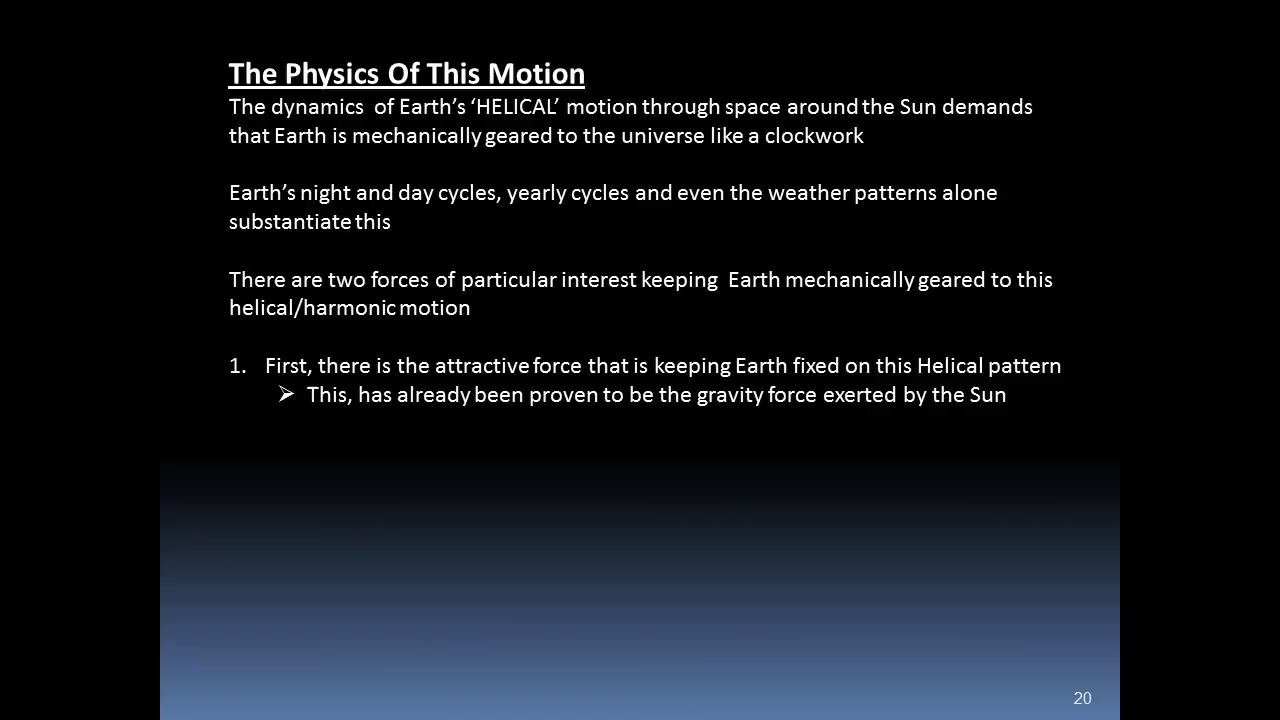 The Physics Of This Motion
The dynamics of Earth's 'HELICAL' motion through space around the Sun demands
that Earth is mechanically geared to the universe like a clockwork
Earth's night and day cycles, yearly cycles and even the weather patterns alone
substantiate this
There are two forces of particular interest keeping Earth mechanically geared to this
helical/harmonic motion
1. First, there is the attractive force that is keeping Earth fixed on this Helical pattern
➢ This, has already been proven to be the gravity force exerted by the Sun
20